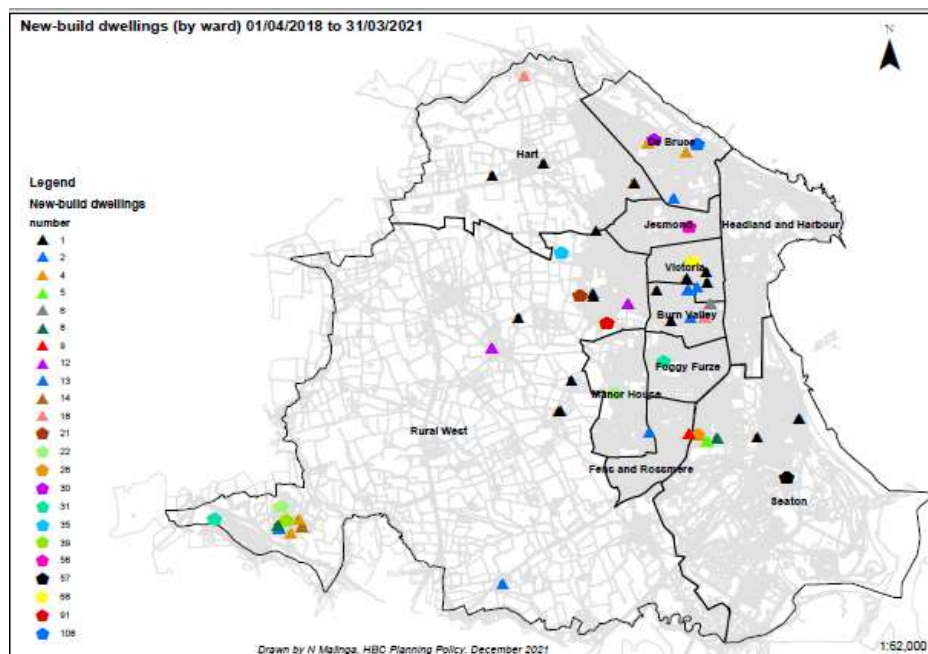 New-build dwellings (by ward) 01/04/2018 to 31/03/2021
N
De Bruce
Hart
Legend
New-build dwellings
number
Jesmond
Headland and Harbour
1
2
4
Victoria
5
6
8
Burn Valley
9
12
Foggy Furze
13
Manor House
14
18
Rural West
21
22
Fens and Rossmere
28
30
Seaton
31
35
39
56
57
68
91
108
Drawn by N Malinga, HBC Planning Policy, December 2021
1:62,000